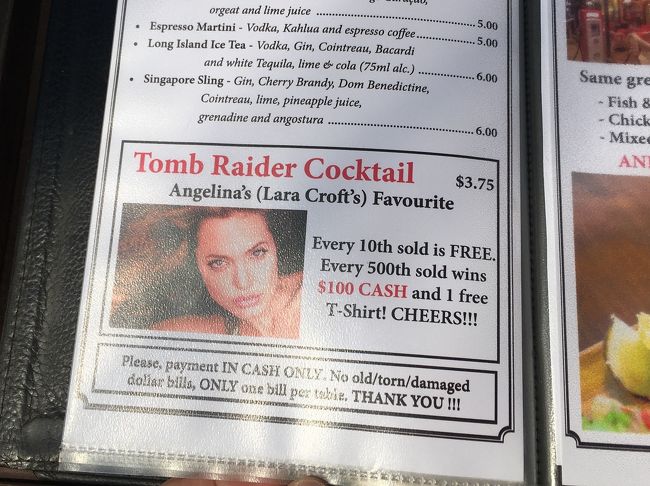 orgeat and lime juice ........................................ 5.00
• Espresso Martini - Vodka, Kahlua and espresso coffee................ 5.00
• Long Island Ice Tea - Vodka, Gin, Cointreau, Bacardi
and white Tequila, lime & cola (75ml alc.) ................ 6.00
• Singapore Sling - Gin, Cherry Brandy, Dom Benedictine,
Cointreau, lime, pineapple juice,
grenadine and angostura ........................................ 6.00
Tomb Raider Cocktail $3.75
Angelina's (Lara Croft's) Favourite
Every 10th sold is FREE.
Every 500th sold wins
$100 CASH and 1 free
T-Shirt! CHEERS!!!
Please, payment IN CASH ONLY. No old/torn/damaged
dollar bills, ONLY one bill per table. THANK YOU !!!
Same gre
- Fish &
- Chick
- Mixe